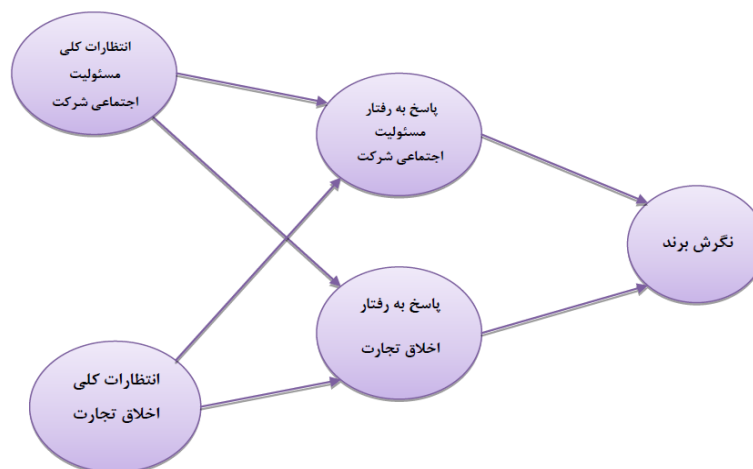 انتظارات کلی
مسئولیت
اجتماعی شرکت
پاسخ به رفتار
مسئولیت
اجتماعی شرکت
نگرش برند
پاسخ به رفتار
اخلاق تجارت
انتظارات کلی
اخلاق تجارت